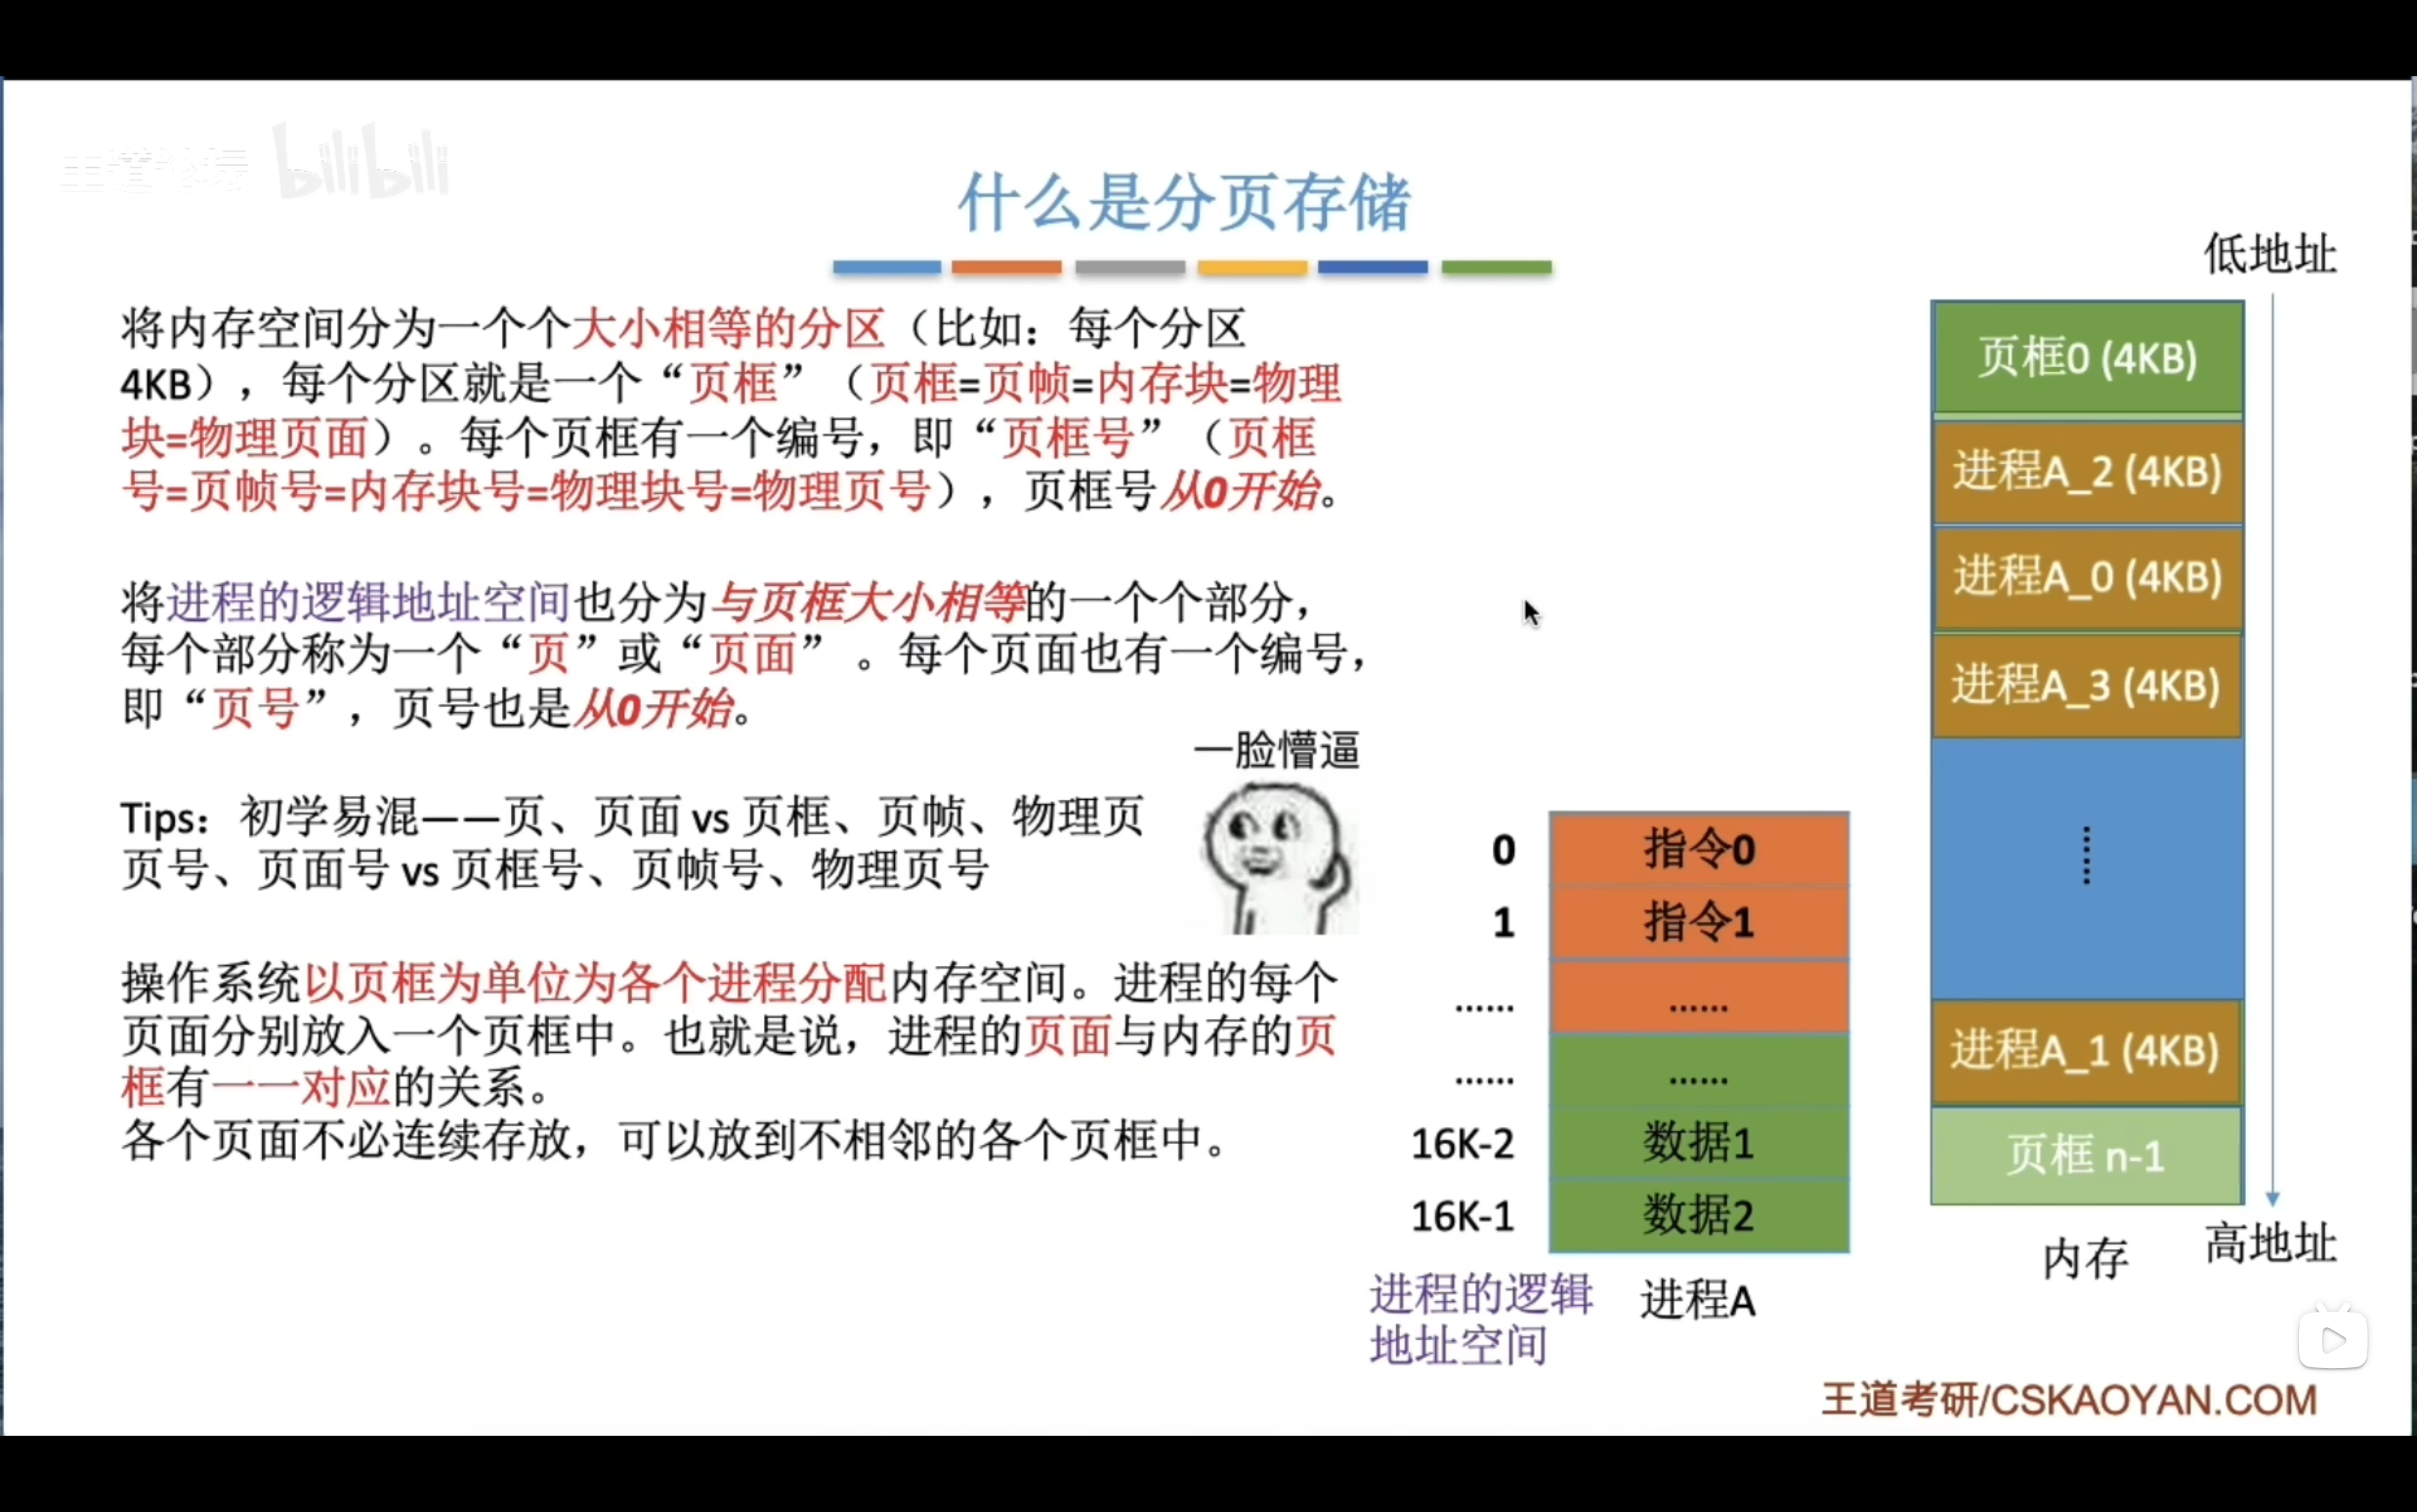 王道论坛 bilibili
什么是分页存储
将内存空间分为一个个大小相等的分区（比如：每个分区
4KB），每个分区就是一个“页框”（页框=页帧=内存块=物理
块=物理页面）。每个页框有一个编号，即“页框号”（页框
号=页帧号=内存块号=物理块号=物理页号），页框号从0开始。
将进程的逻辑地址空间也分为与页框大小相等的一个个部分，
每个部分称为一个“页”或“页面” 。每个页面也有一个编号，
即“页号”，页号也是从0开始。
Tips：初学易混——页、页面 vs 页框、页帧、物理页
页号、页面号 vs 页框号、页帧号、物理页号
一脸懵逼
操作系统以页框为单位为各个进程分配内存空间。进程的每个
页面分别放入一个页框中。也就是说，进程的页面与内存的页
框有一一对应的关系。
各个页面不必连续存放，可以放到不相邻的各个页框中。
0 指令0
1 指令1
...... ......
...... ......
16K-2 数据1
16K-1 数据2
进程的逻辑
地址空间
进程A
低地址
页框0 (4KB)
进程A_2 (4KB)
进程A_0 (4KB)
进程A_3 (4KB)
......
进程A_1 (4KB)
页框 n-1
内存
高地址
王道考研/CSKAOYAN.COM